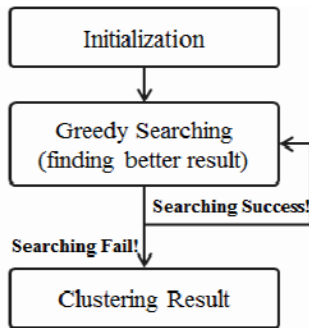 Initialization
Greedy Searching
(finding better result)
Searching Success!
Searching Fail!
Clustering Result